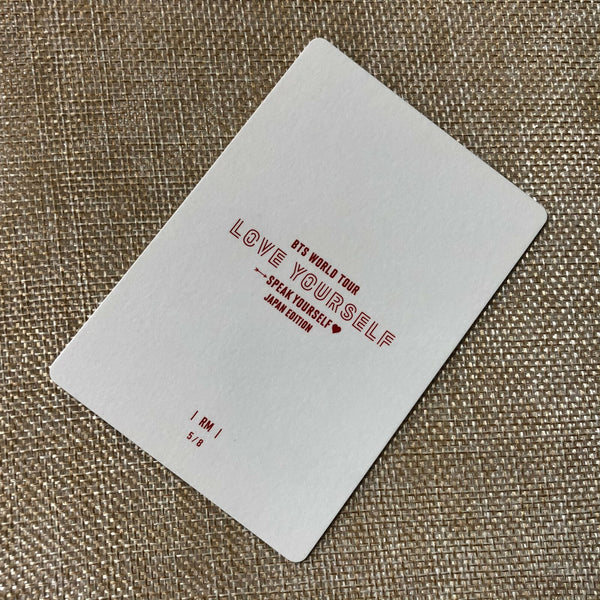 BTS WORLD TOUR
LOVE YOURSELF
→SPEAK YOURSELF♥
JAPAN EDITION
| RM |
5/8